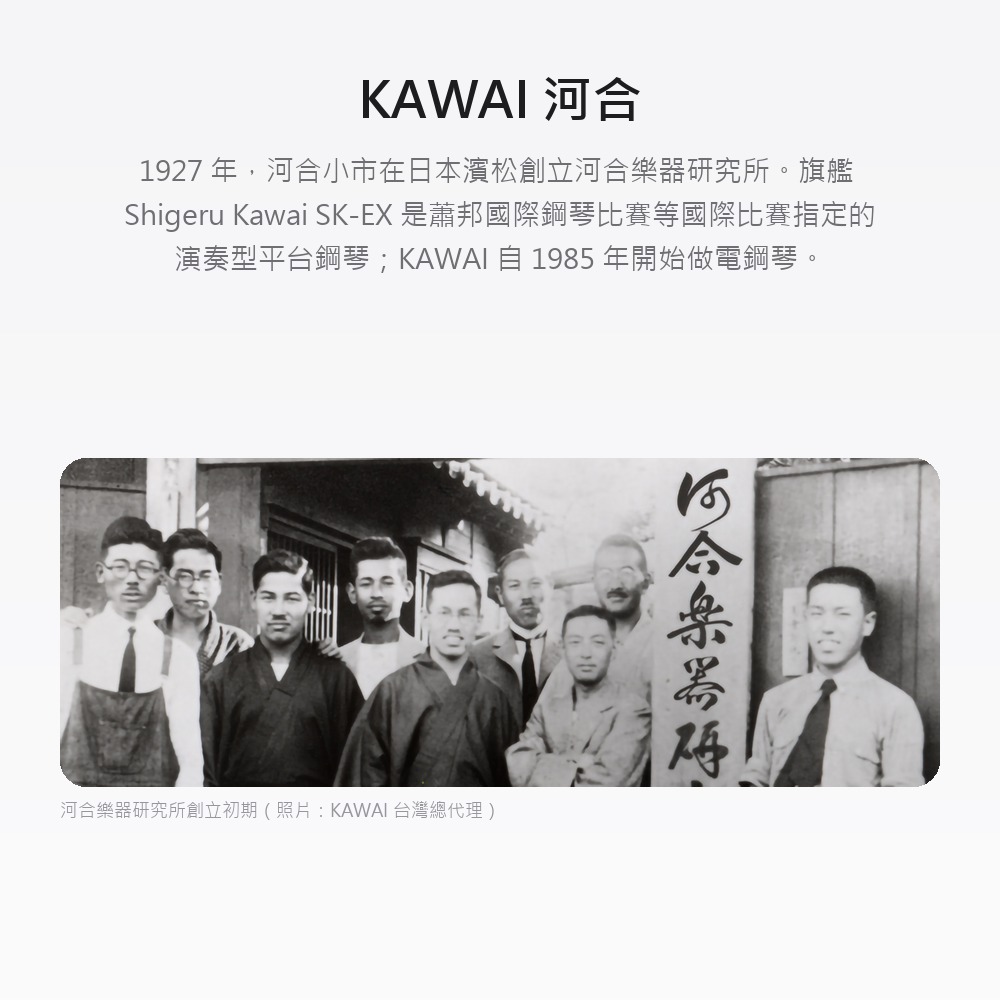 KAWAI 河合
1927 年，河合小市在日本濱松創立河合樂器研究所。旗艦
Shigeru Kawai SK-EX 是蕭邦國際鋼琴比賽等國際比賽指定的
演奏型平台鋼琴；KAWAI 自 1985 年開始做電鋼琴。
河合楽器研
河合樂器研究所創立初期（照片：KAWAI 台灣總代理）